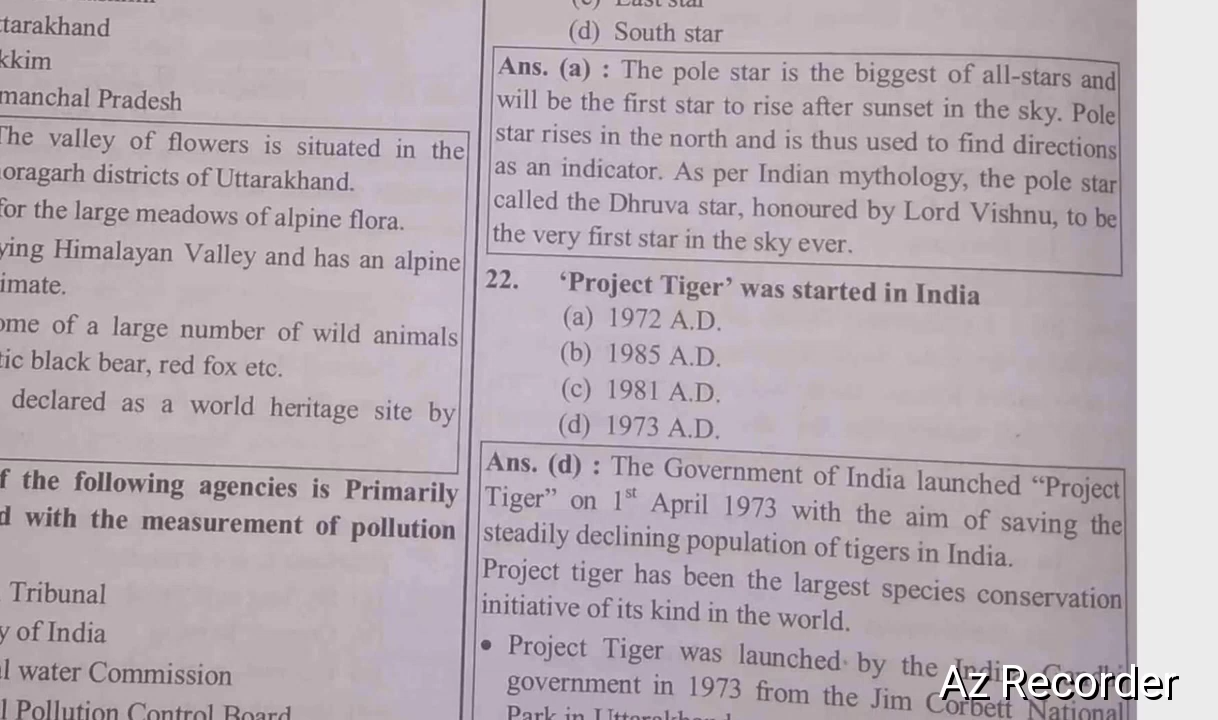 ttarakhand
kkim
manchal Pradesh
The valley of flowers is situated in the
oragarh districts of Uttarakhand.
for the large meadows of alpine flora.
ying Himalayan Valley and has an alpine
imate.
ome of a large number of wild animals
tic black bear, red fox etc.
declared as a world heritage site by
f the following agencies is Primarily
d with the measurement of pollution
Tribunal
y of India
l water Commission
l Pollution Control Board
(c) East star
(d) South star
Ans. (a) : The pole star is the biggest of all-stars and
will be the first star to rise after sunset in the sky. Pole
star rises in the north and is thus used to find directions
as an indicator. As per Indian mythology, the pole star
called the Dhruva star, honoured by Lord Vishnu, to be
the very first star in the sky ever.
22. ‘Project Tiger’ was started in India
(a) 1972 A.D.
(b) 1985 A.D.
(c) 1981 A.D.
(d) 1973 A.D.
Ans. (d) : The Government of India launched “Project
Tiger” on 1st April 1973 with the aim of saving the
steadily declining population of tigers in India.
Project tiger has been the largest species conservation
initiative of its kind in the world.
• Project Tiger was launched by the Indira Gandhi
government in 1973 from the Jim Corbett National
Park in Uttarakhand
Az Recorder